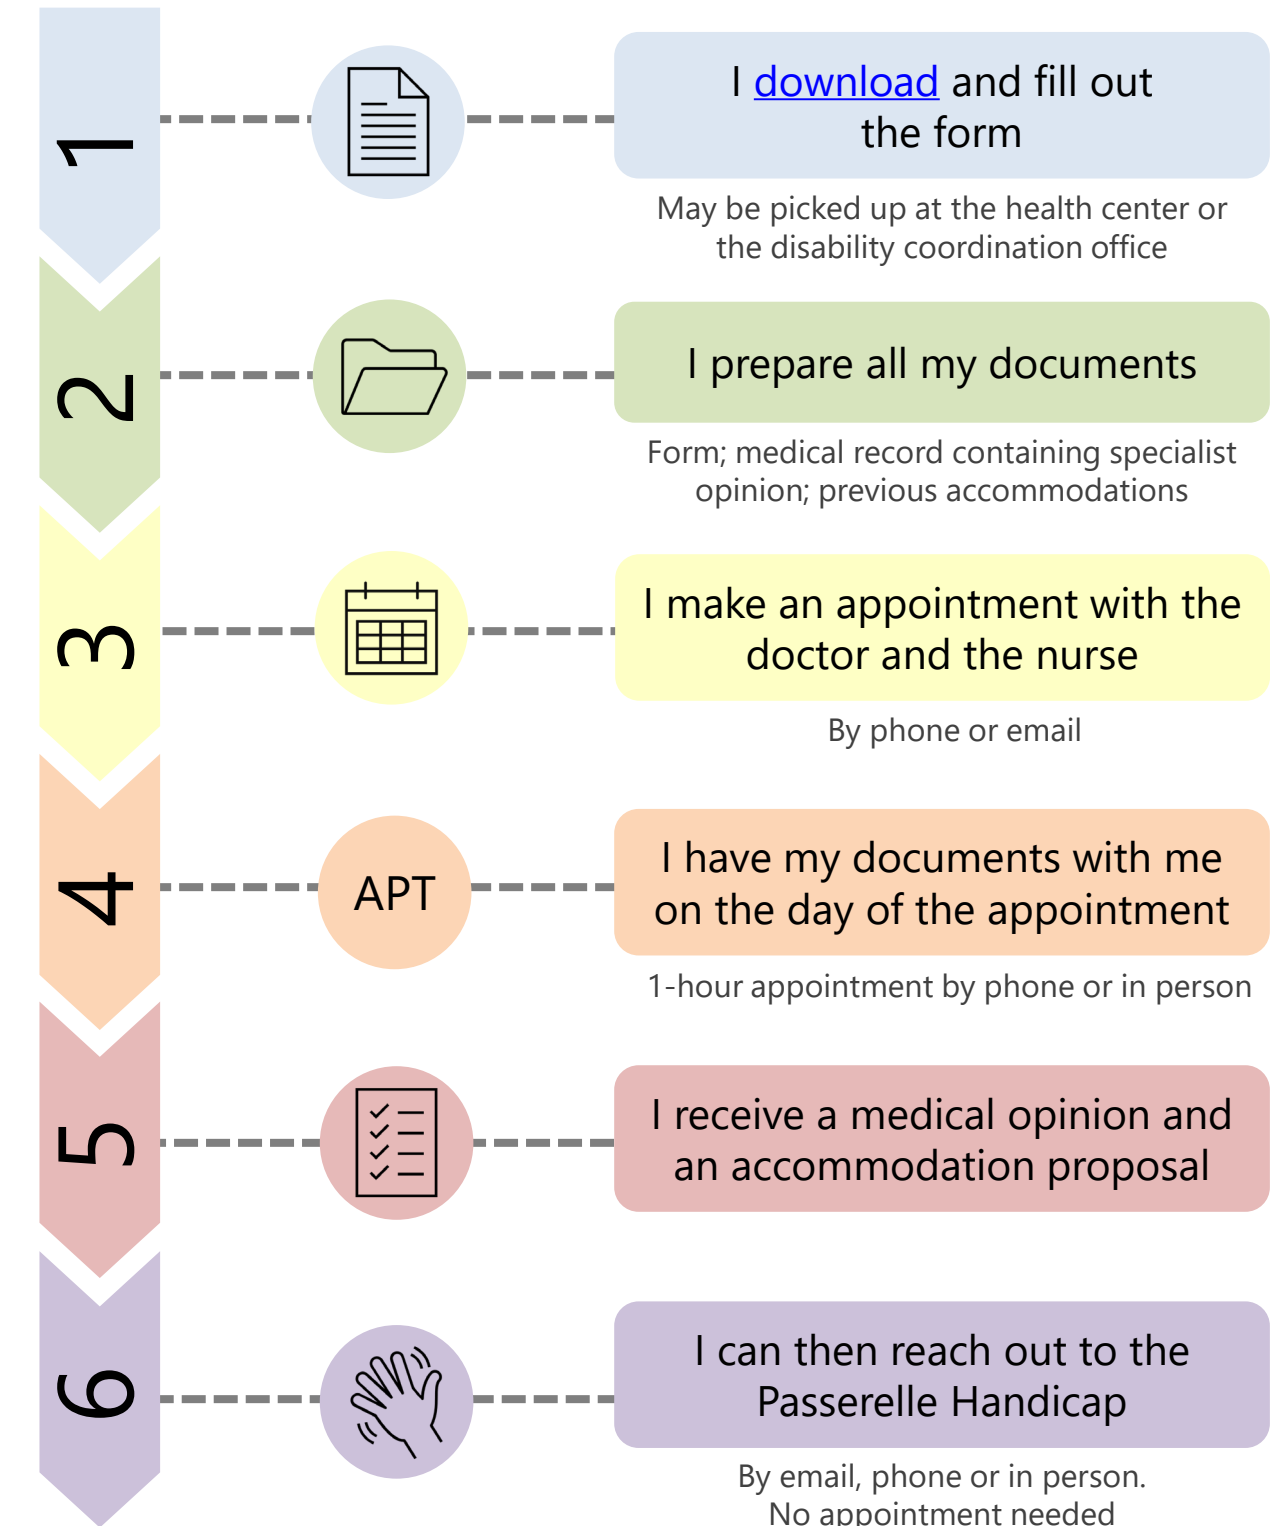 1
I download and fill out
the form
May be picked up at the health center or
the disability coordination office
2
I prepare all my documents
Form; medical record containing specialist
opinion; previous accommodations
3
I make an appointment with the
doctor and the nurse
By phone or email
4
APT
I have my documents with me
on the day of the appointment
1-hour appointment by phone or in person
5
I receive a medical opinion and
an accommodation proposal
6
I can then reach out to the
Passerelle Handicap
By email, phone or in person.
No appointment needed